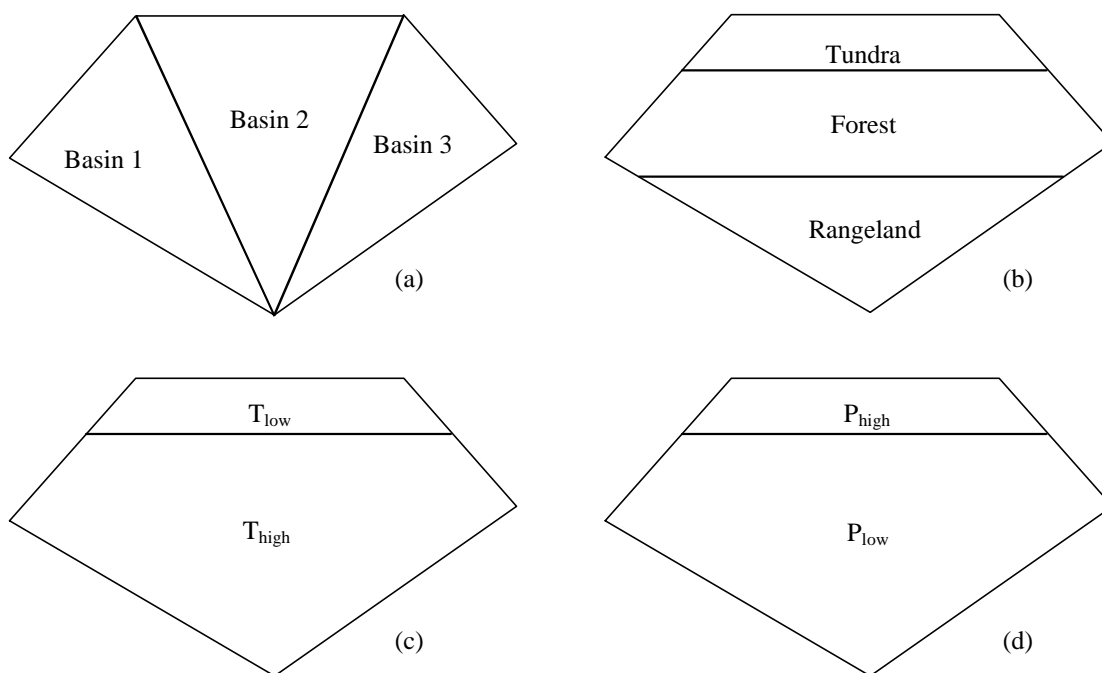 Basin 1
Basin 2
Basin 3
(a)
Tundra
Forest
Rangeland
(b)
T_low
T_high
(c)
P_high
P_low
(d)